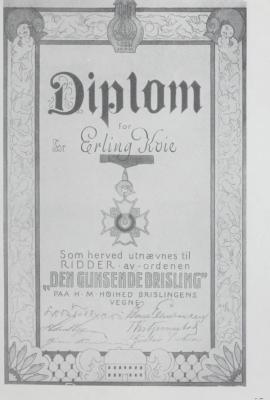 Diplom
for
Erling Kvie
Som herved utnævnes til
RIDDER - av - ordenen
„DEN GLINSENDE BRISLING"
PAA H · M · HØIHED BRISLINGENS
VEGNE